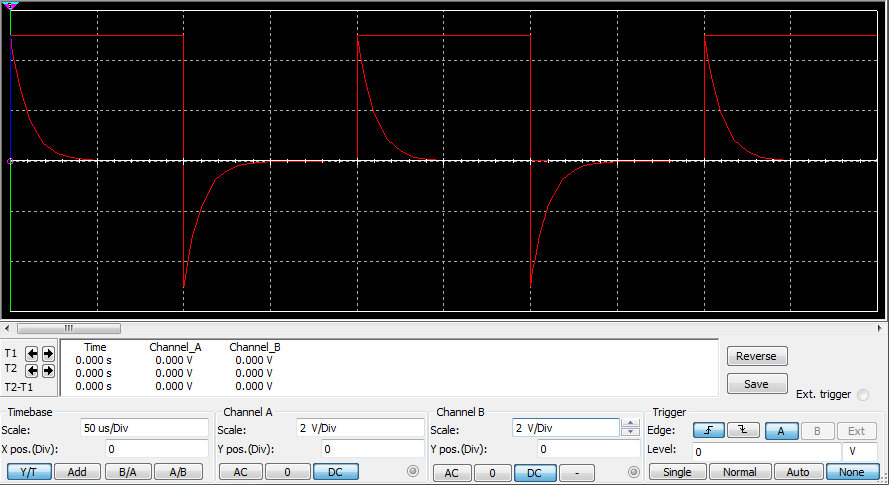 Time Channel_A Channel_B
T1 0.000 s 0.000 V 0.000 V
T2 0.000 s 0.000 V 0.000 V
T2-T1 0.000 s 0.000 V 0.000 V
Reverse
Save
Ext. trigger
Timebase
Scale: 50 us/Div
X pos.(Div): 0
Y/T Add B/A A/B
Channel A
Scale: 2 V/Div
Y pos.(Div): 0
AC 0 DC
Channel B
Scale: 2 V/Div
Y pos.(Div): 0
AC 0 DC -
Trigger
Edge: A B Ext
Level: 0 V
Single Normal Auto None